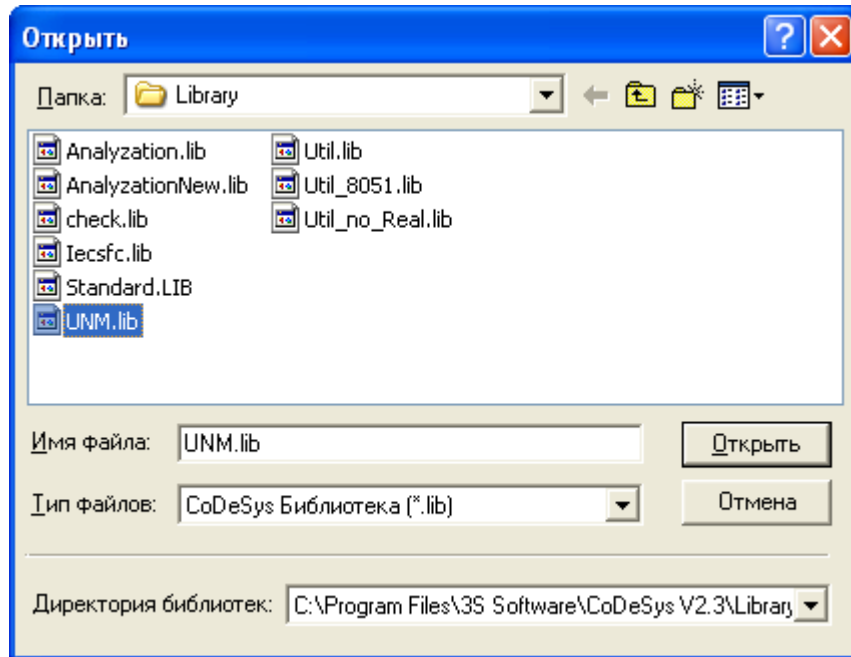 Открыть
Папка: Library
Analyzation.lib
AnalyzationNew.lib
check.lib
Iecsfc.lib
Standard.LIB
UNM.lib
Util.lib
Util_8051.lib
Util_no_Real.lib
Имя файла: UNM.lib Открыть
Тип файлов: CoDeSys Библиотека (*.lib) Отмена
Директория библиотек: C:\Program Files\3S Software\CoDeSys V2.3\Library